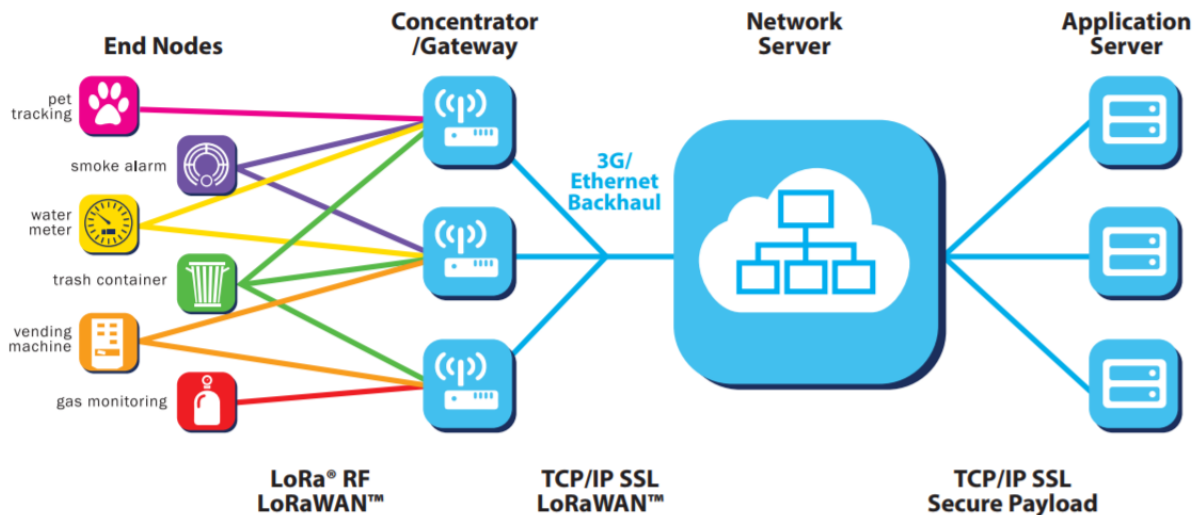 End Nodes
Concentrator
/Gateway
Network
Server
Application
Server
pet
tracking
smoke alarm
water
meter
trash container
vending
machine
gas monitoring
3G/
Ethernet
Backhaul
LoRa® RF
LoRaWAN™
TCP/IP SSL
LoRaWAN™
TCP/IP SSL
Secure Payload